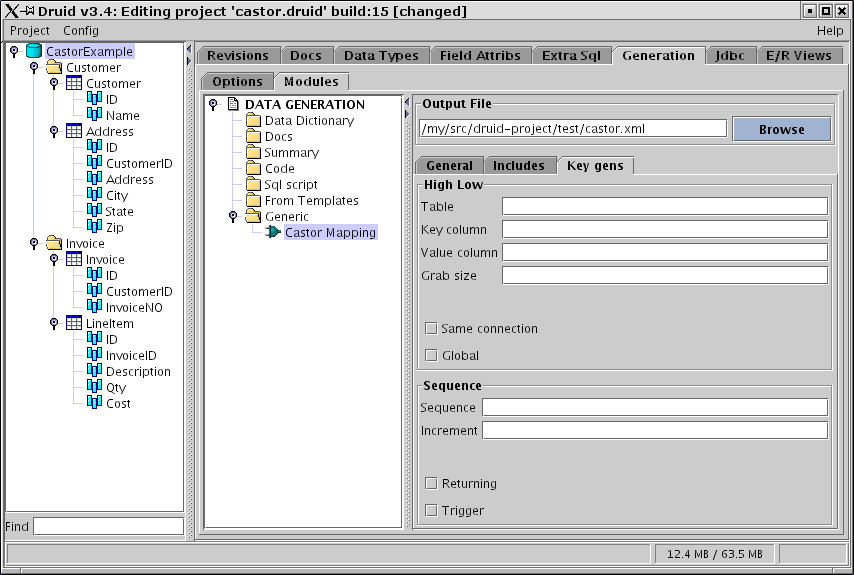 Druid v3.4: Editing project 'castor.druid' build:15 [changed]
Project Config Help
CastorExample
Customer
Customer
ID
Name
Address
ID
CustomerID
Address
City
State
Zip
Invoice
Invoice
ID
CustomerID
InvoiceNO
LineItem
ID
InvoiceID
Description
Qty
Cost
Find
Revisions Docs Data Types Field Attribs Extra Sql Generation Jdbc E/R Views
Options Modules
DATA GENERATION
Data Dictionary
Docs
Summary
Code
Sql script
From Templates
Generic
Castor Mapping
Output File
/my/src/druid-project/test/castor.xml Browse
General Includes Key gens
High Low
Table
Key column
Value column
Grab size
Same connection
Global
Sequence
Sequence
Increment
Returning
Trigger
12.4 MB / 63.5 MB